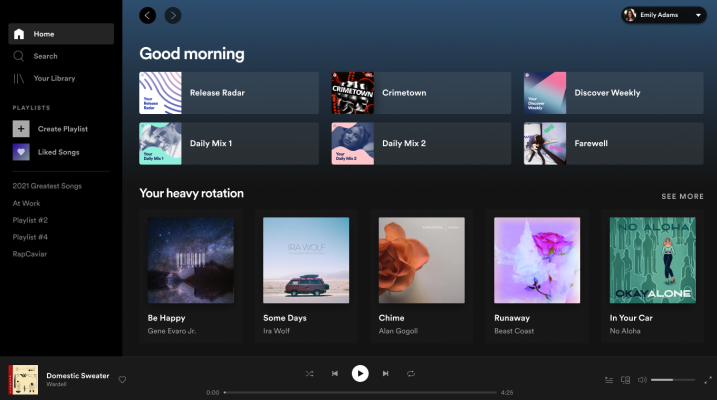 Emily Adams
Home
Search
Your Library
PLAYLISTS
Create Playlist
Liked Songs
2021 Greatest Songs
At Work
Playlist #2
Playlist #4
RapCaviar
Good morning
Your
Release
Radar
Release Radar
CRIMETOWN
Crimetown
Your
Discover
Weekly
Discover Weekly
Your
Daily Mix 1
Daily Mix 1
Your
Daily Mix 2
Daily Mix 2
Farewell
Your heavy rotation
SEE MORE
Be Happy
Gene Evaro Jr.
IRA WOLF
Some Days
Ira Wolf
Chime
Alan Gogoll
Runaway
Beast Coast
NO ALOHA
OKAY ALONE
In Your Car
No Aloha
Domestic Sweater
Wardell
0:00
4:25